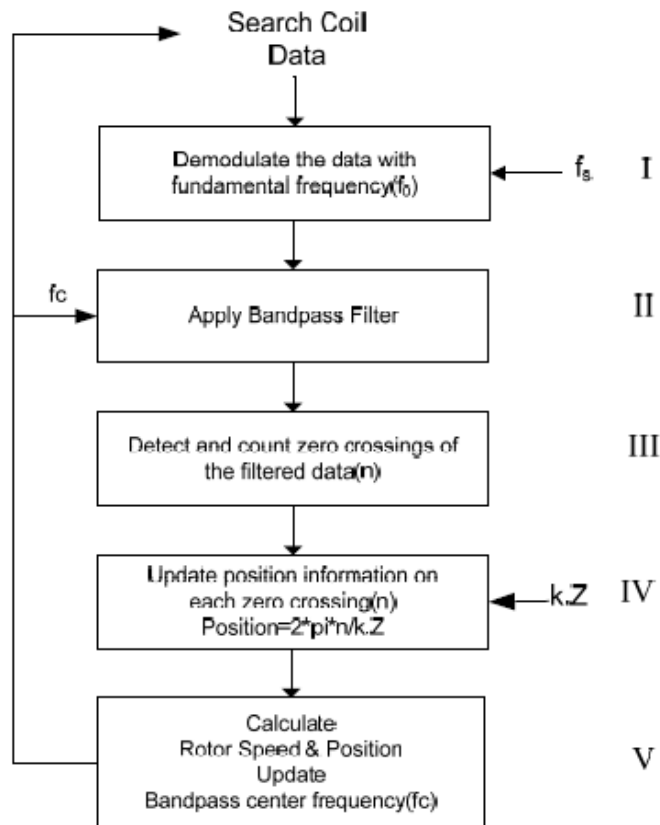 Search Coil
Data
Demodulate the data with
fundamental frequency(f₀)
fs.
I
fc
Apply Bandpass Filter
II
Detect and count zero crossings of
the filtered data(n)
III
Update position information on
each zero crossing(n)
Position=2*pi*n/k.Z
k.Z
IV
Calculate
Rotor Speed & Position
Update
Bandpass center frequency(fc)
V